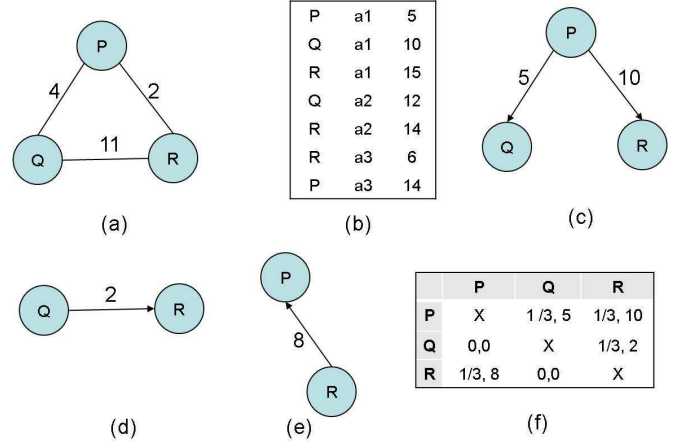 P
4
2
Q
11
R
(a)
P a1 5
Q a1 10
R a1 15
Q a2 12
R a2 14
R a3 6
P a3 14
(b)
P
5
10
Q
R
(c)
Q
2
R
(d)
P
8
R
(e)
P Q R
P X 1 /3, 5 1/3, 10
Q 0,0 X 1/3, 2
R 1/3, 8 0,0 X
(f)